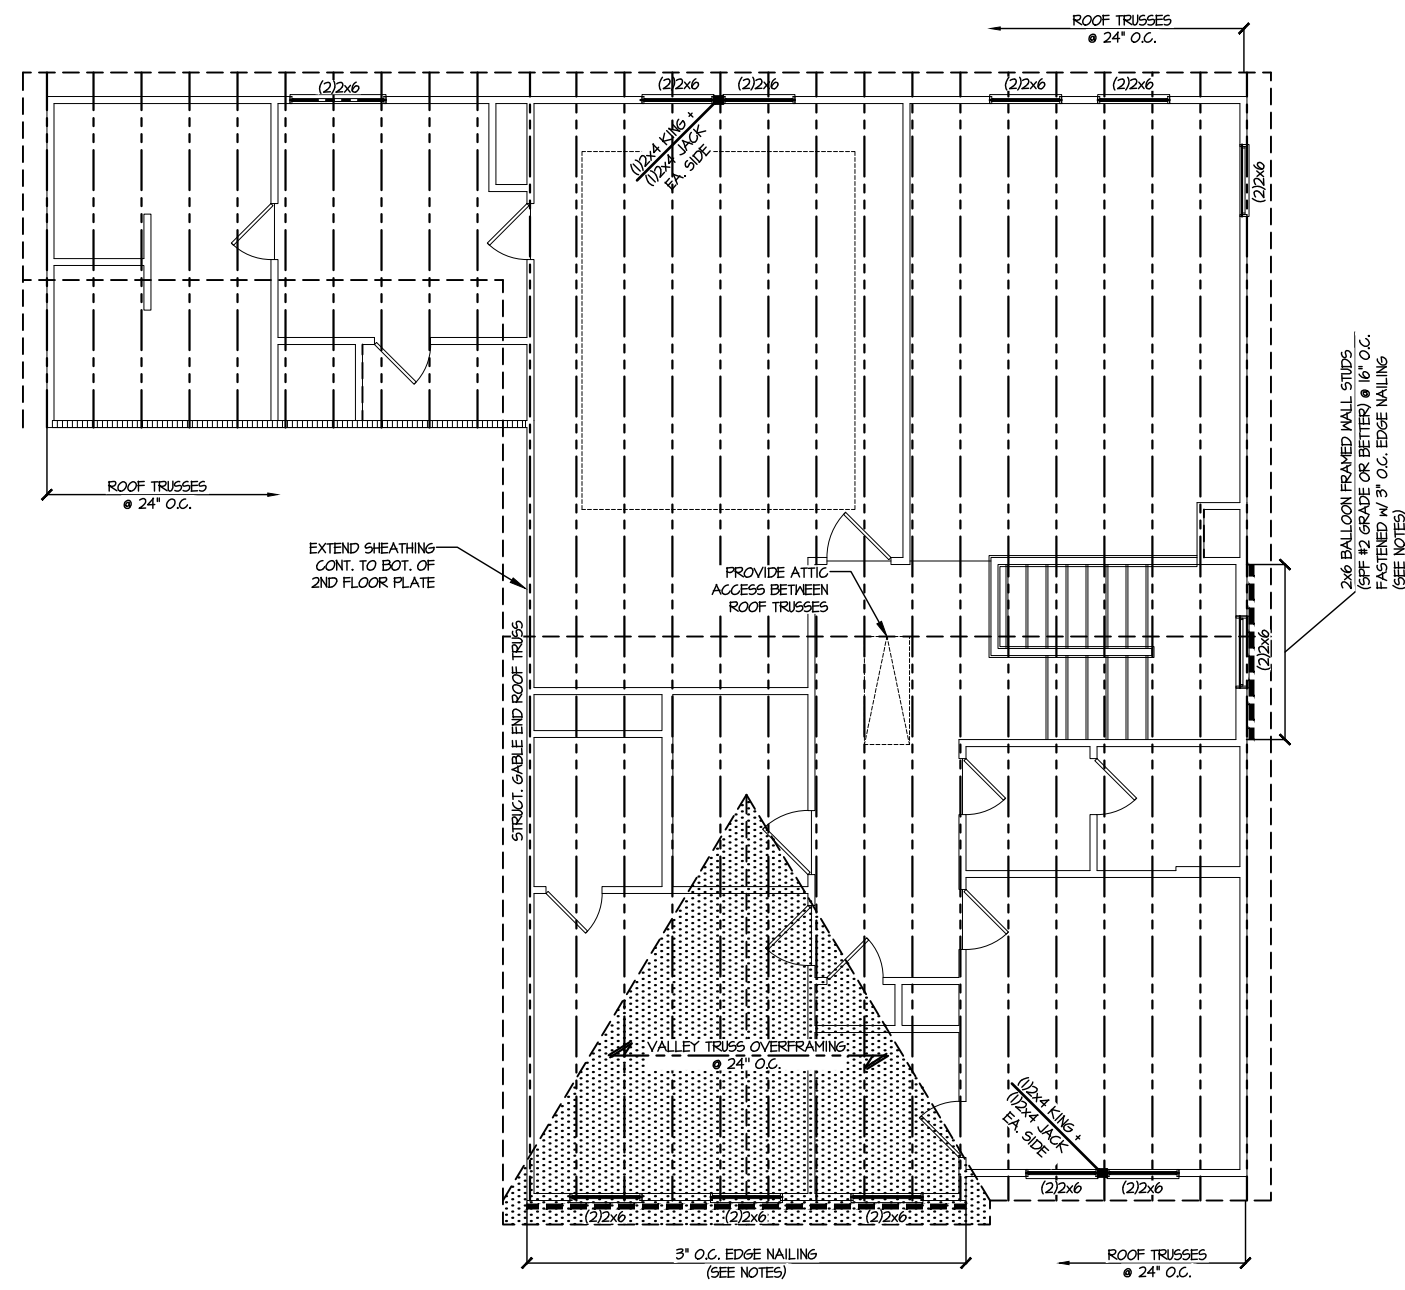 ROOF TRUSSES
@ 24" O.C.
(2)2x6
(2)2x6
(2)2x6
(2)2x6
(2)2x6
(1)2x4 KING +
(1)2x4 JACK
EA. SIDE
(2)2x6
2x6 BALLOON FRAMED WALL STUDS
(SPF #2 GRADE OR BETTER) @ 16" O.C.
FASTENED W/ 3" O.C. EDGE NAILING
(SEE NOTES)
ROOF TRUSSES
@ 24" O.C.
EXTEND SHEATHING
CONT. TO BOT. OF
2ND FLOOR PLATE
PROVIDE ATTIC
ACCESS BETWEEN
ROOF TRUSSES
(2)2x6
STRUCT. GABLE END ROOF TRUSS
VALLEY TRUSS OVERFRAMING
@ 24" O.C.
(1)2x4 KING +
(1)2x4 JACK
EA. SIDE
(2)2x6
(2)2x6
(2)2x6
(2)2x6
(2)2x6
3" O.C. EDGE NAILING
(SEE NOTES)
ROOF TRUSSES
@ 24" O.C.